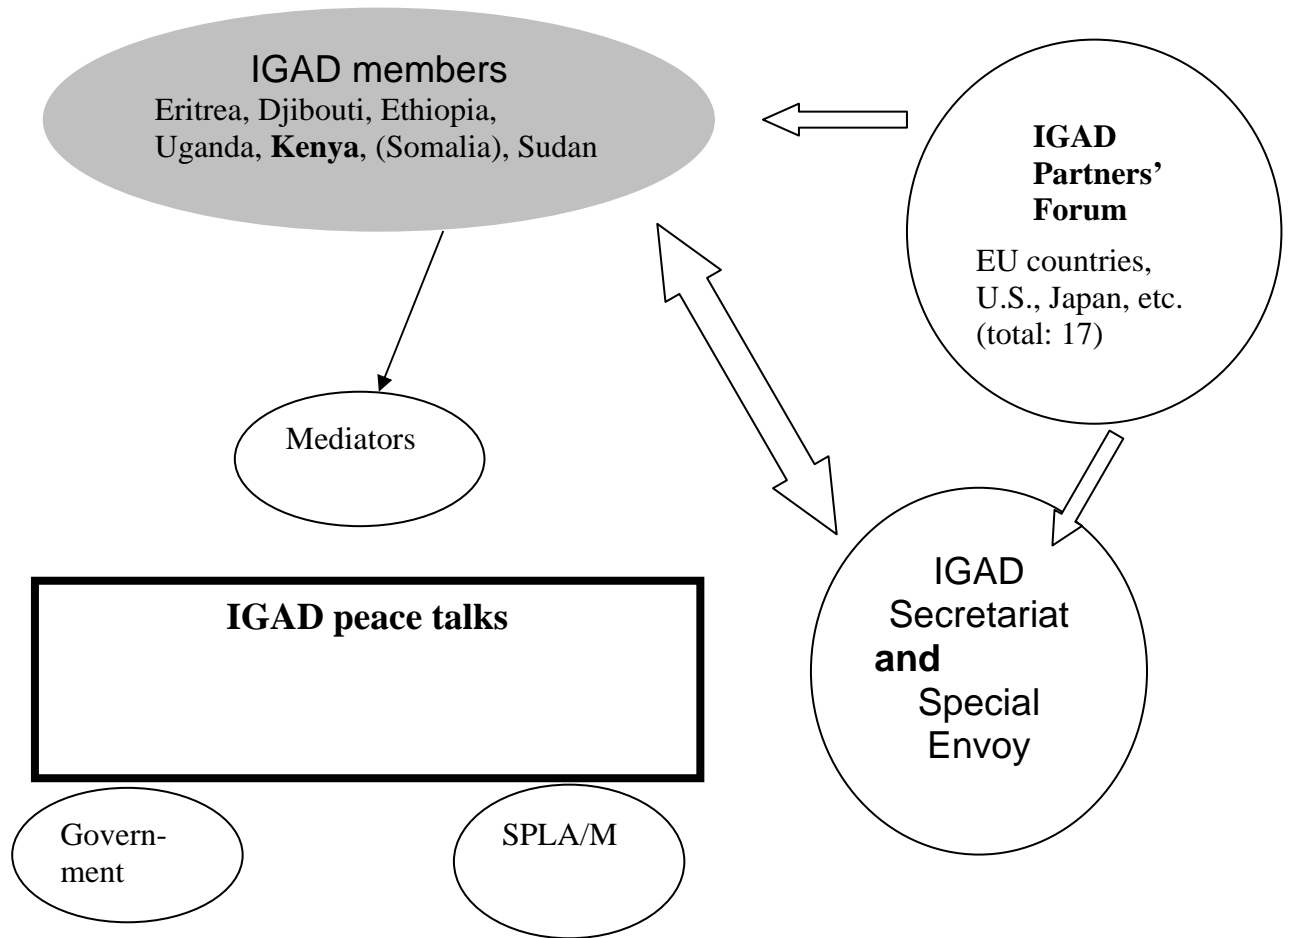 IGAD members
Eritrea, Djibouti, Ethiopia,
Uganda, Kenya, (Somalia), Sudan
IGAD
Partners’
Forum
EU countries,
U.S., Japan, etc.
(total: 17)
Mediators
IGAD peace talks
IGAD
Secretariat
and
Special
Envoy
Govern-
ment
SPLA/M